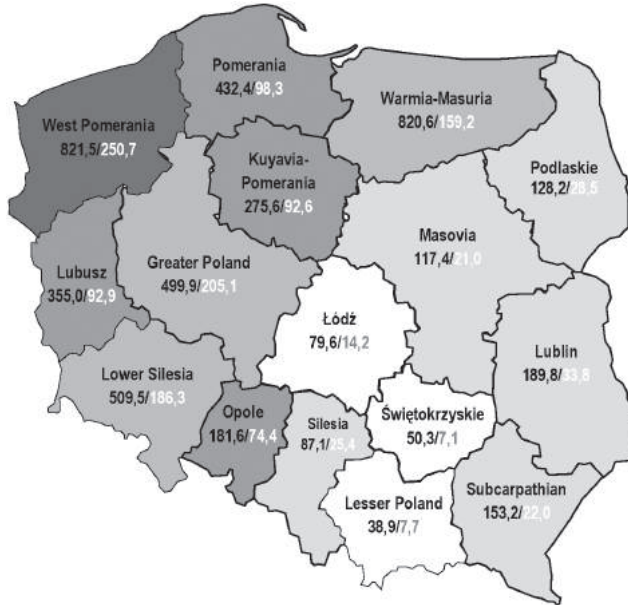 Pomerania
432,4/98,3
Warmia-Masuria
820,6/159,2
West Pomerania
821,5/250,7
Kuyavia-
Pomerania
275,6/92,6
Podlaskie
128,2/28,5
Masovia
117,4/21,0
Lubusz
355,0/92,9
Greater Poland
499,9/205,1
Łódź
79,6/14,2
Lublin
189,8/33,8
Lower Silesia
509,5/186,3
Opole
181,6/74,4
Silesia
87,1/25,4
Świętokrzyskie
50,3/7,1
Lesser Poland
38,9/7,7
Subcarpathian
153,2/22,0